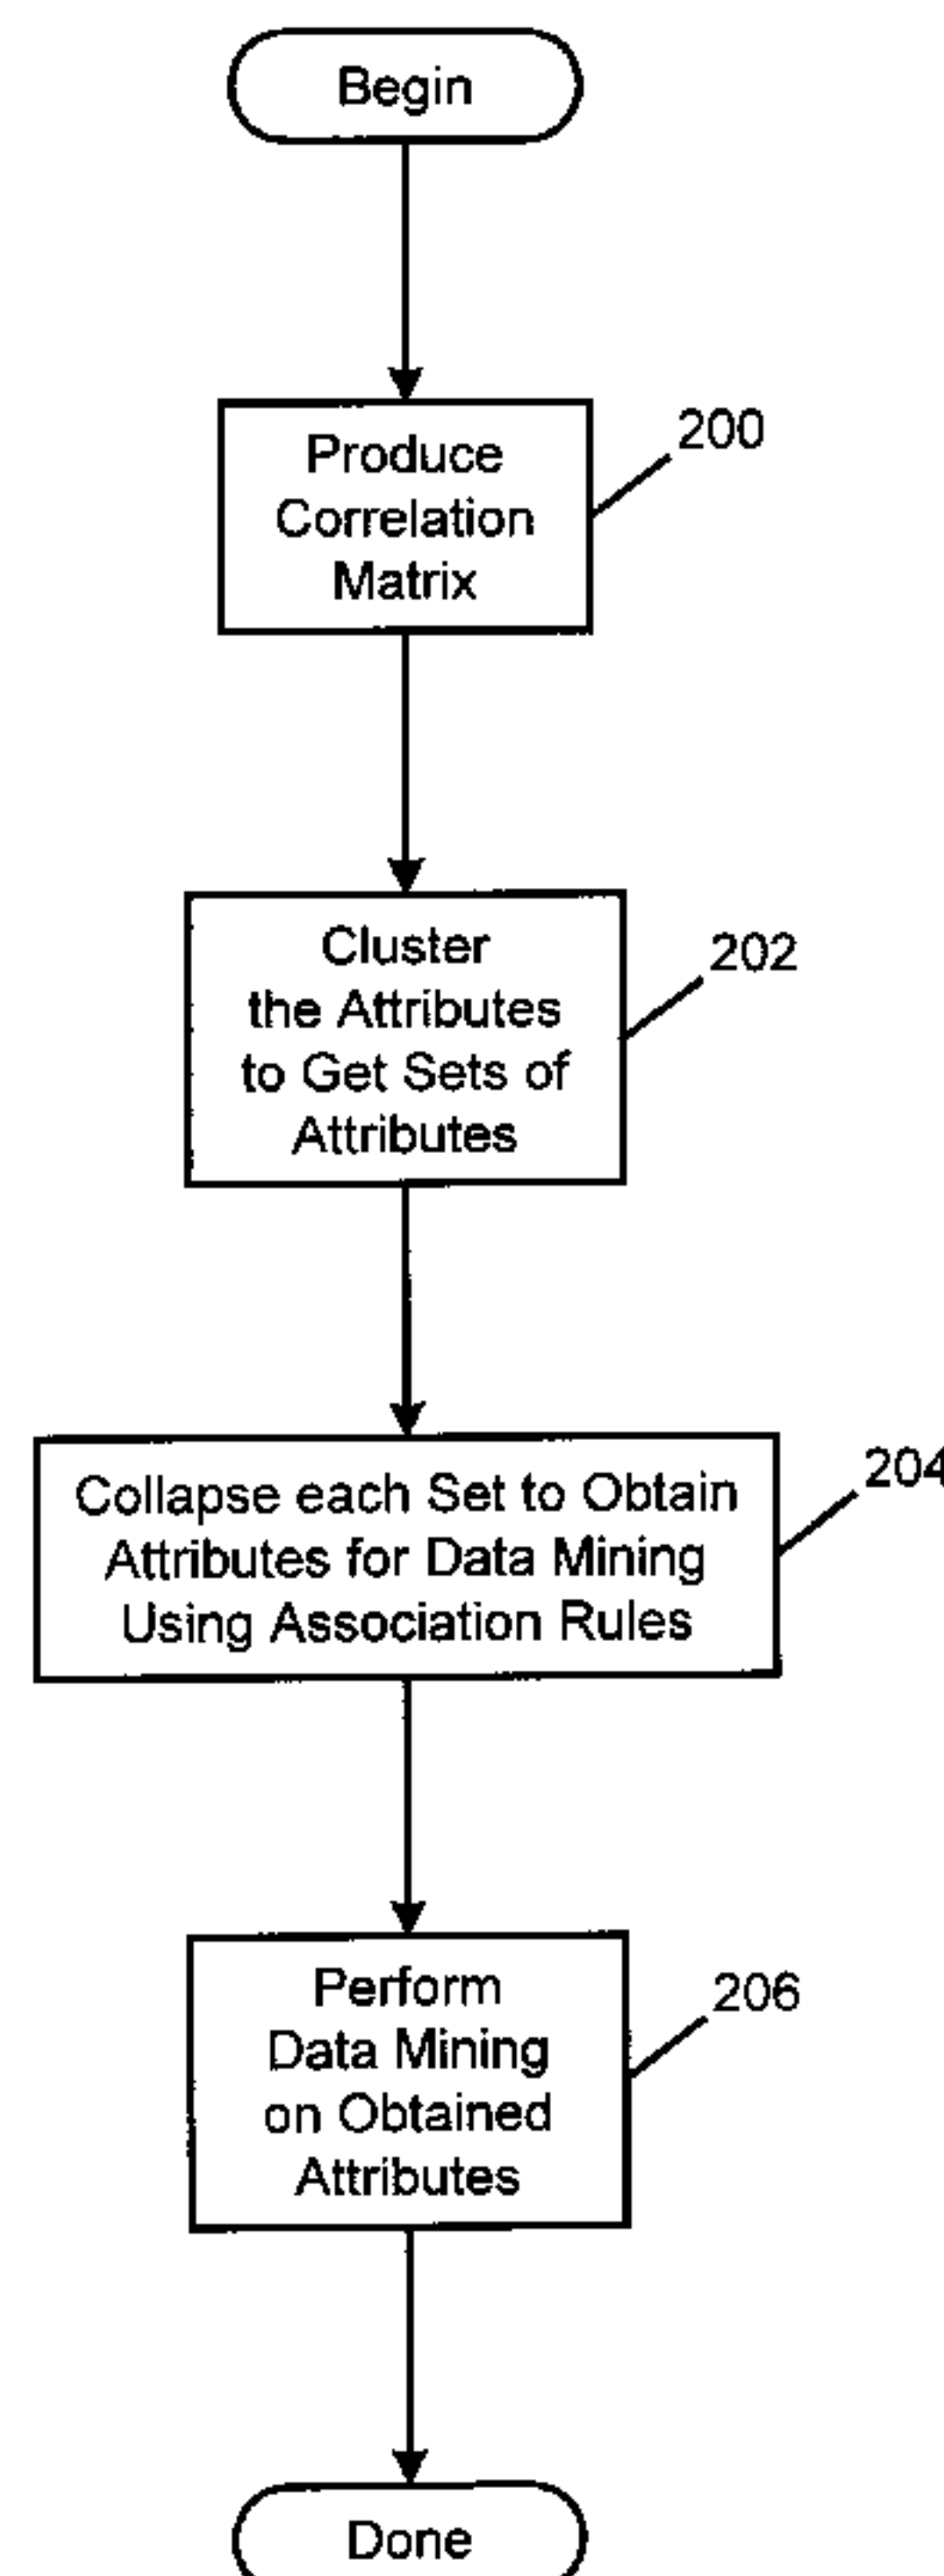 Begin
Produce
Correlation
Matrix
200
Cluster
the Attributes
to Get Sets of
Attributes
202
Collapse each Set to Obtain
Attributes for Data Mining
Using Association Rules
204
Perform
Data Mining
on Obtained
Attributes
206
Done